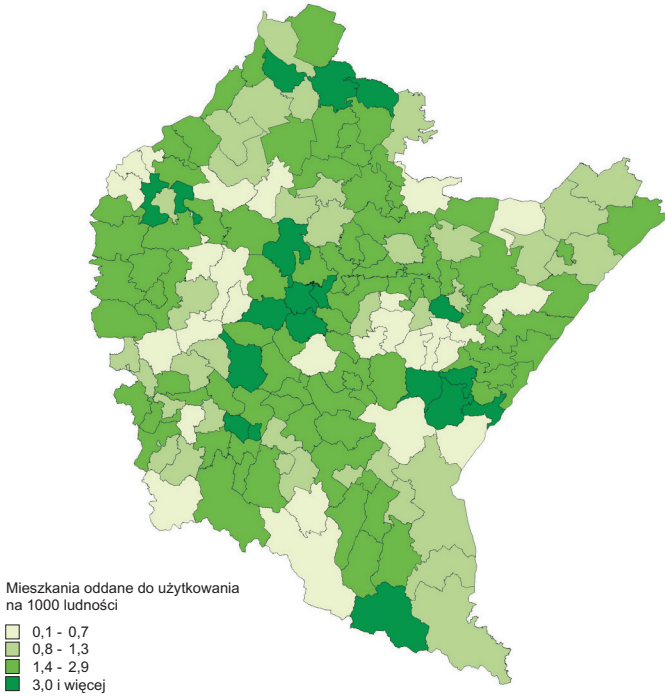 Mieszkania oddane do użytkowania
na 1000 ludności
0,1 - 0,7
0,8 - 1,3
1,4 - 2,9
3,0 i więcej